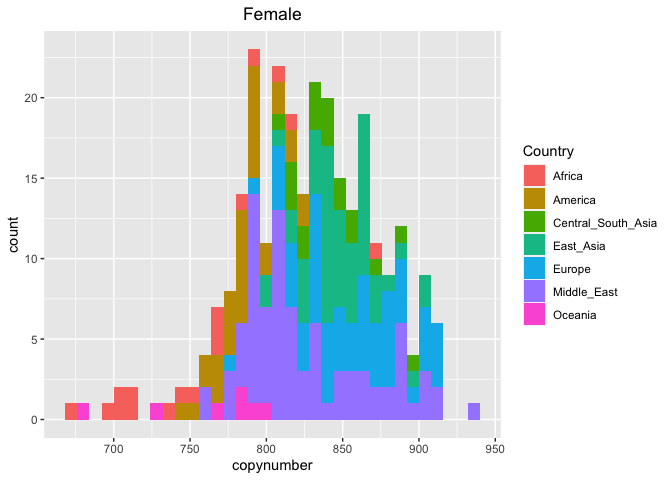 Female
count
20
15
10
5
0
700
750
800
850
900
950
copynumber
Country
Africa
America
Central_South_Asia
East_Asia
Europe
Middle_East
Oceania